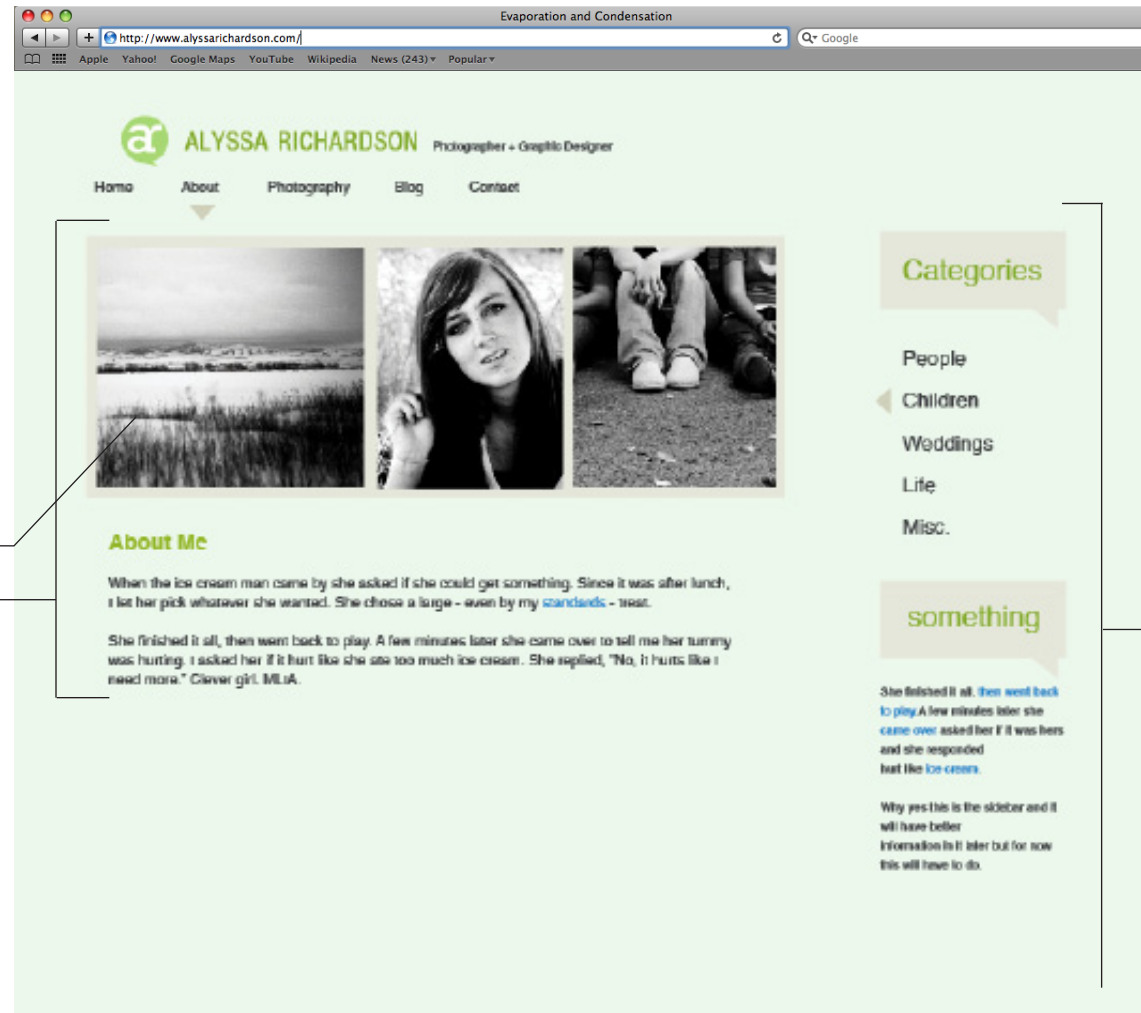 Evaporation and Condensation
http://www.alyssarichardson.com/
Google
Apple Yahoo! Google Maps YouTube Wikipedia News (243) Popular
ar ALYSSA RICHARDSON Photographer + Graphic Designer
Home About Photography Blog Contact
Categories
People
Children
Weddings
Life
Misc.
About Me
When the ice cream man came by she asked if she could get something. Since it was after lunch,
I let her pick whatever she wanted. She chose a large - even by my standards - treat.
She finished it all, then went back to play. A few minutes later she came over to tell me her tummy
was hurting. I asked her if it hurt like she ate too much ice cream. She replied, "No, it hurts like I
need more." Clever girl. MLIA.
something
She finished it all, then went back
to play.A few minutes later she
came over asked her if it was hers
and she responded
hurt like ice-cream.
Why yes this is the sidebar and it
will have better
information in it later but for now
this will have to do.